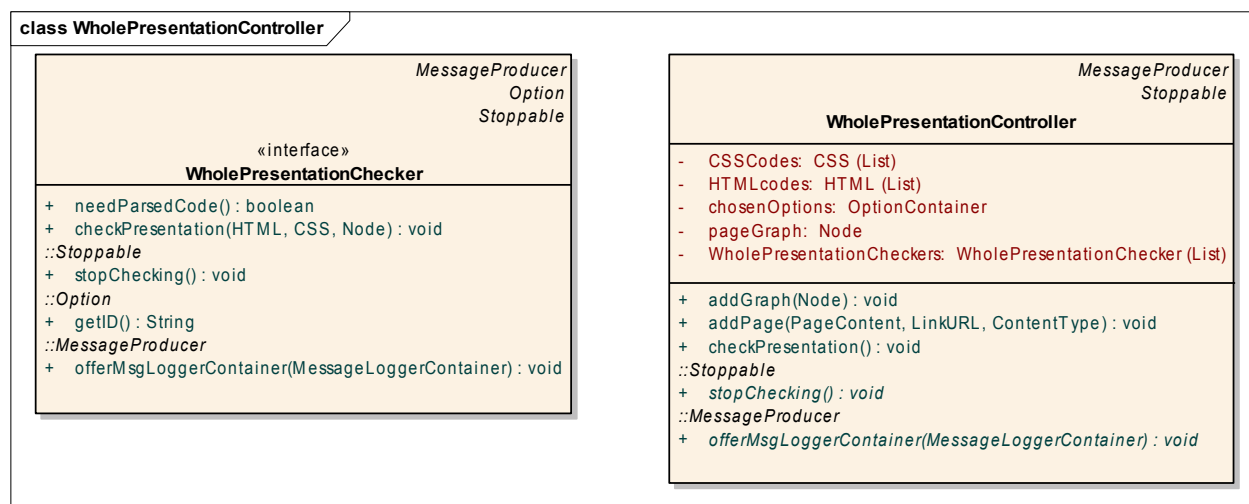 class WholePresentationController
MessageProducer
Option
Stoppable
«interface»
WholePresentationChecker
+ needParsedCode() : boolean
+ checkPresentation(HTML, CSS, Node) : void
::Stoppable
+ stopChecking() : void
::Option
+ getID() : String
::MessageProducer
+ offerMsgLoggerContainer(MessageLoggerContainer) : void
MessageProducer
Stoppable
WholePresentationController
- CSSCodes: CSS (List)
- HTMLcodes: HTML (List)
- chosenOptions: OptionContainer
- pageGraph: Node
- WholePresentationCheckers: WholePresentationChecker (List)
+ addGraph(Node) : void
+ addPage(PageContent, LinkURL, ContentType) : void
+ checkPresentation() : void
::Stoppable
+ stopChecking() : void
::MessageProducer
+ offerMsgLoggerContainer(MessageLoggerContainer) : void